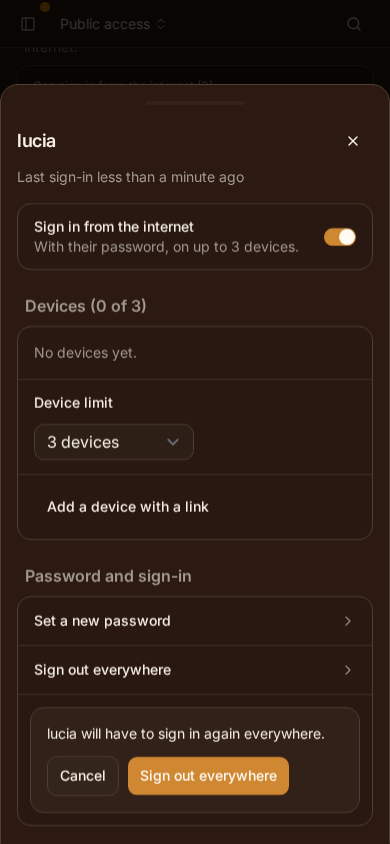 Public access
internet.
lucia
Last sign-in less than a minute ago
Sign in from the internet
With their password, on up to 3 devices.
Devices (0 of 3)
No devices yet.
Device limit
3 devices
Add a device with a link
Password and sign-in
Set a new password
Sign out everywhere
lucia will have to sign in again everywhere.
Cancel
Sign out everywhere